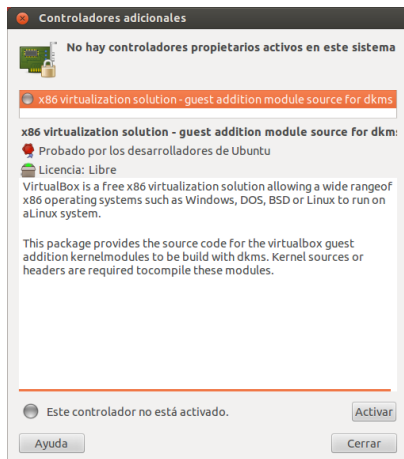 Controladores adicionales
No hay controladores propietarios activos en este sistema
x86 virtualization solution - guest addition module source for dkms
x86 virtualization solution - guest addition module source for dkms
Probado por los desarrolladores de Ubuntu
Licencia: Libre
VirtualBox is a free x86 virtualization solution allowing a wide rangeof
x86 operating systems such as Windows, DOS, BSD or Linux to run on
aLinux system.
This package provides the source code for the virtualbox guest
addition kernelmodules to be build with dkms. Kernel sources or
headers are required tocompile these modules.
Este controlador no está activado.
Activar
Ayuda
Cerrar